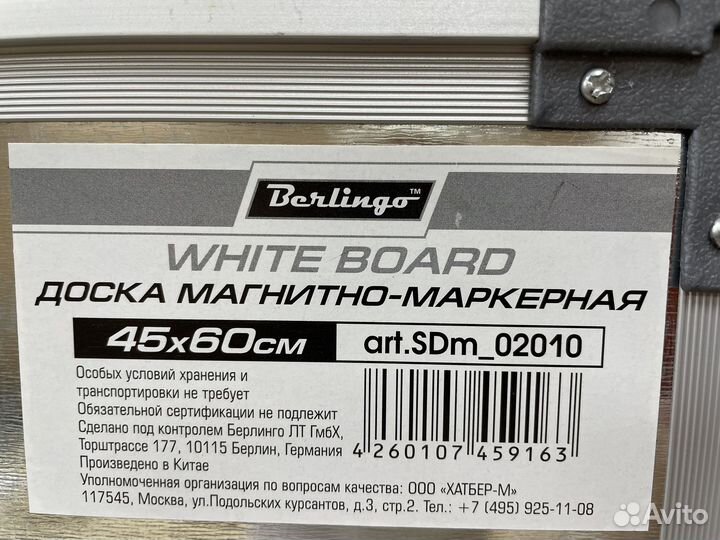 Berlingo™
WHITE BOARD
ДОСКА МАГНИТНО-МАРКЕРНАЯ
45x60см art.SDm_02010
Особых условий хранения и
транспортировки не требует
Обязательной сертификации не подлежит
Сделано под контролем Берлинго ЛТ ГмбХ,
Торштрассе 177, 10115 Берлин, Германия
Произведено в Китае
4 260107 459163
Уполномоченная организация по вопросам качества: ООО «ХАТБЕР-М»
117545, Москва, ул.Подольских курсантов, д.3, стр.2. Тел.: +7 (495) 925-11-08
Avito